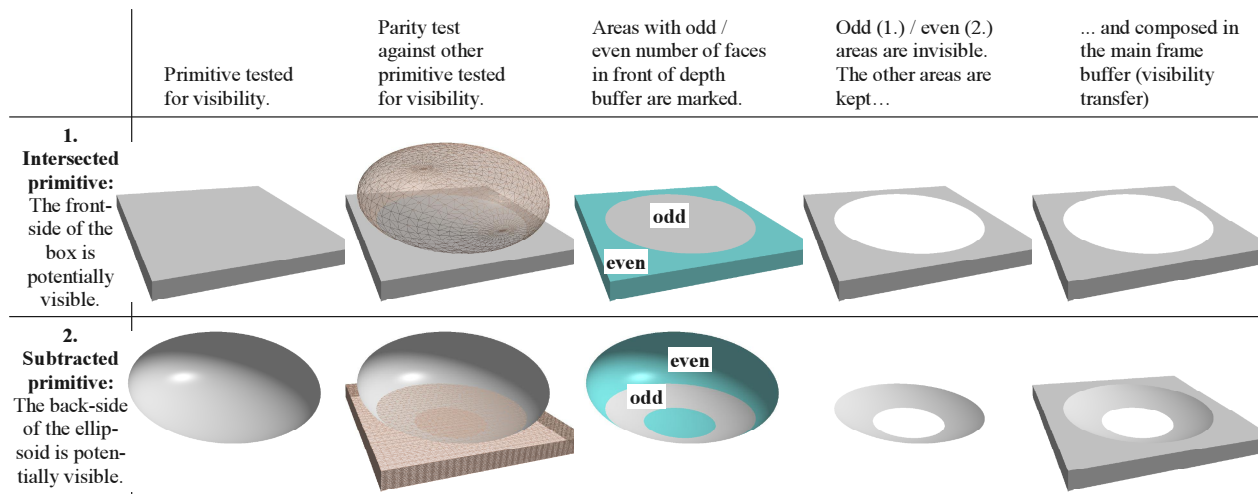 Primitive tested
for visibility.
Parity test
against other
primitive tested
for visibility.
Areas with odd /
even number of faces
in front of depth
buffer are marked.
Odd (1.) / even (2.)
areas are invisible.
The other areas are
kept…
... and composed in
the main frame
buffer (visibility
transfer)
1.
Intersected
primitive:
The front-
side of the
box is
potentially
visible.
odd
even
2.
Subtracted
primitive:
The back-side
of the ellip-
soid is poten-
tially visible.
even
odd